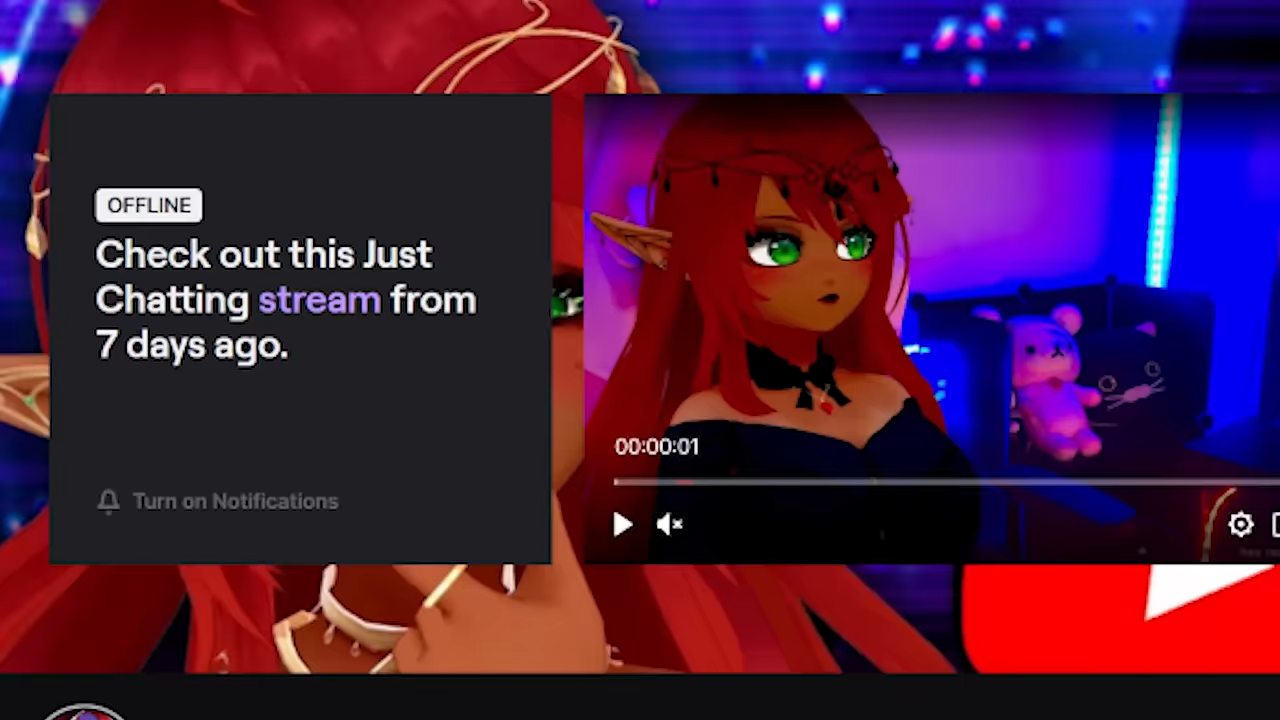 OFFLINE
Check out this Just
Chatting stream from
7 days ago.
Turn on Notifications
00:00:01